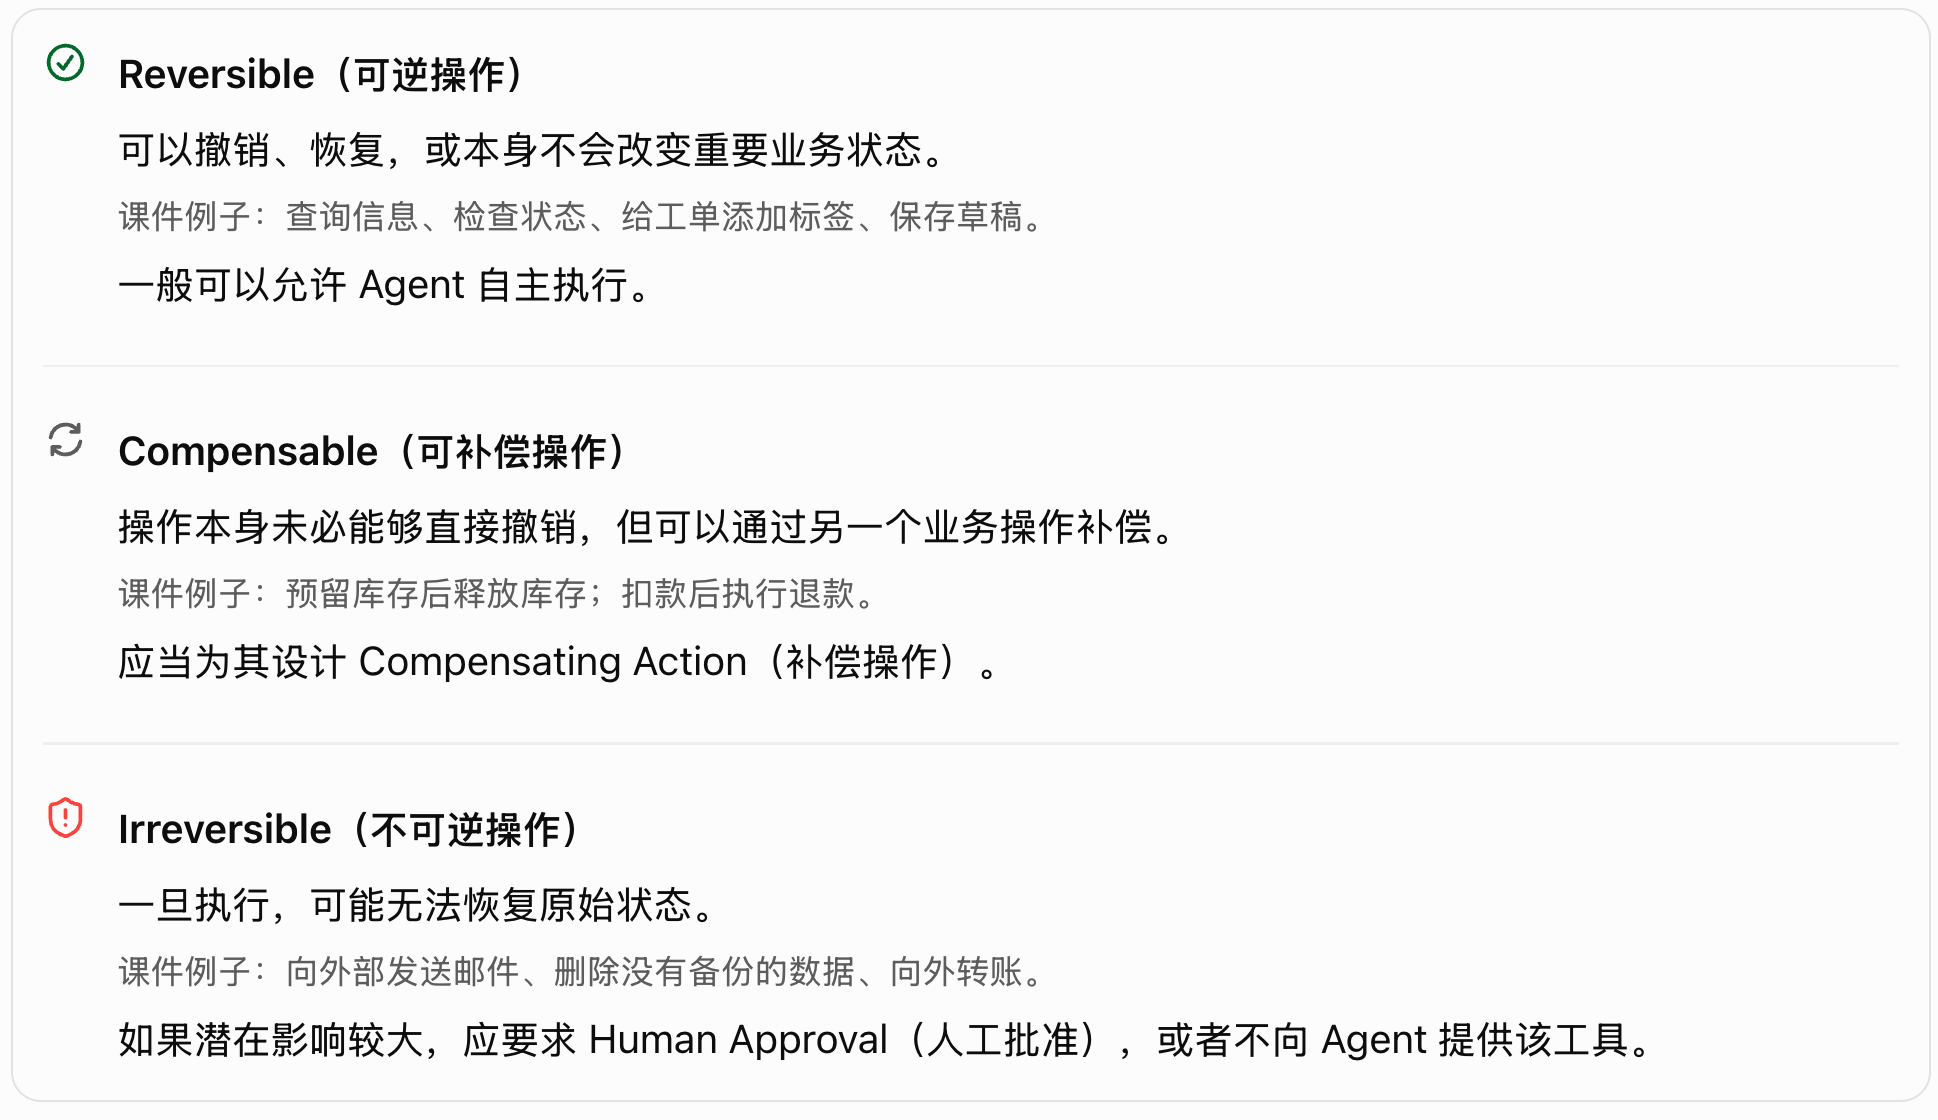 Reversible（可逆操作）
可以撤销、恢复，或本身不会改变重要业务状态。
课件例子：查询信息、检查状态、给工单添加标签、保存草稿。
一般可以允许 Agent 自主执行。
Compensable（可补偿操作）
操作本身未必能够直接撤销，但可以通过另一个业务操作补偿。
课件例子：预留库存后释放库存；扣款后执行退款。
应当为其设计 Compensating Action（补偿操作）。
Irreversible（不可逆操作）
一旦执行，可能无法恢复原始状态。
课件例子：向外部发送邮件、删除没有备份的数据、向外转账。
如果潜在影响较大，应要求 Human Approval（人工批准），或者不向 Agent 提供该工具。